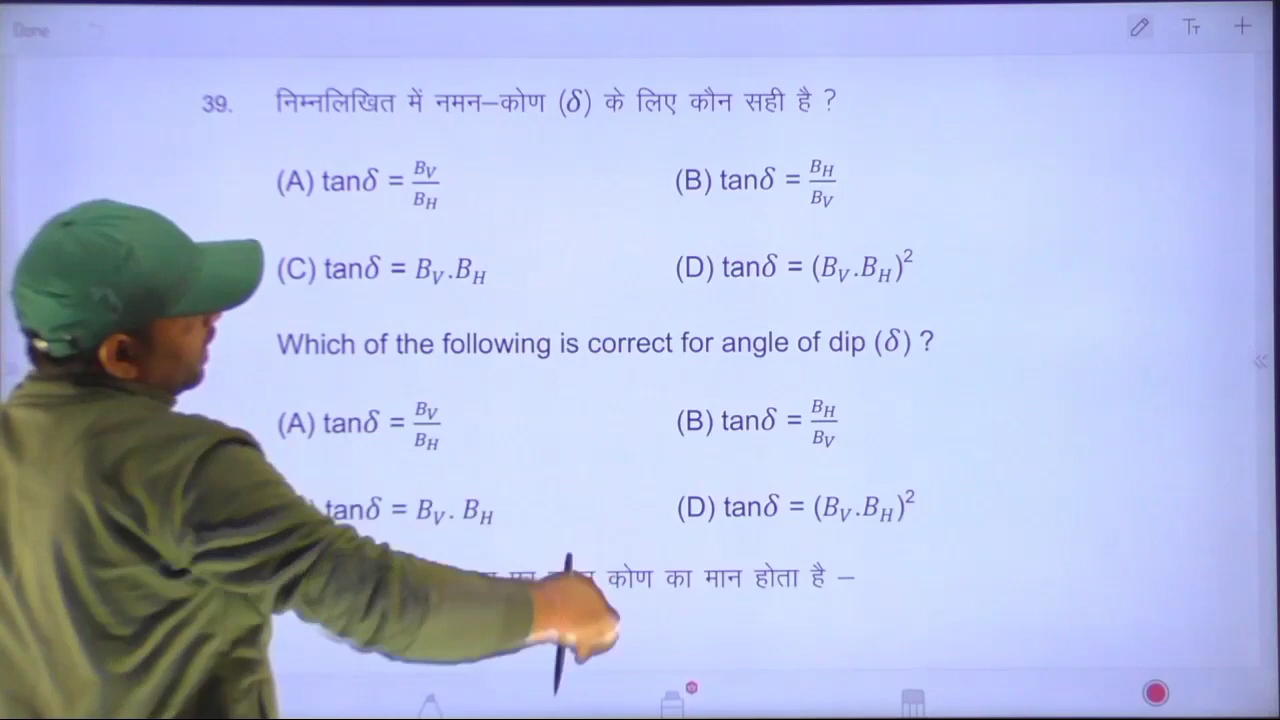 Done
39. निम्नलिखित में नमन–कोण (δ) के लिए कौन सही है ?
(A) tanδ = B_V/B_H (B) tanδ = B_H/B_V
(C) tanδ = B_V.B_H (D) tanδ = (B_V.B_H)²
Which of the following is correct for angle of dip (δ) ?
(A) tanδ = B_V/B_H (B) tanδ = B_H/B_V
tanδ = B_V. B_H (D) tanδ = (B_V.B_H)²
कोण का मान होता है –